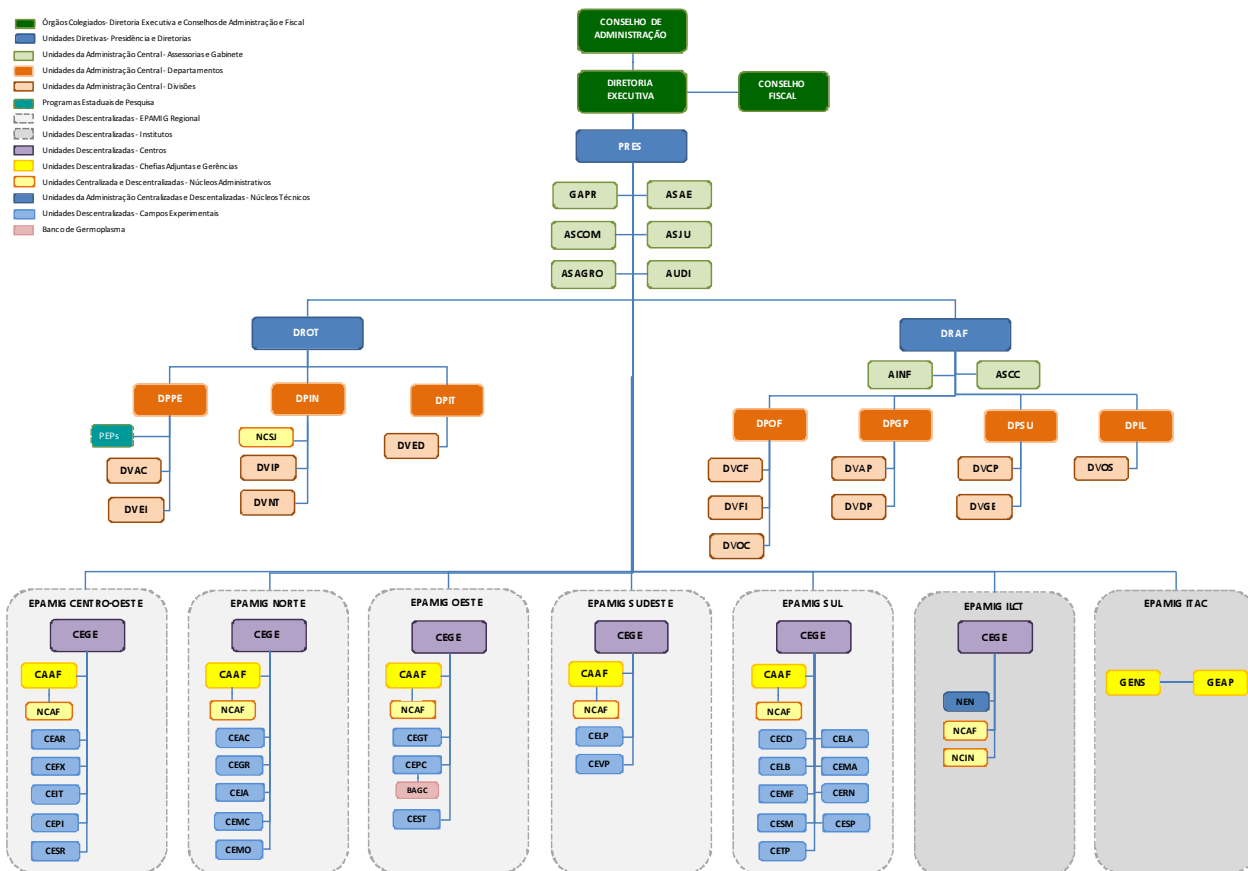 Órgãos Colegiados- Diretoria Executiva e Conselhos de Administração e Fiscal
Unidades Diretivas- Presidência e Diretorias
Unidades da Administração Central - Assessorias e Gabinete
Unidades da Administração Central - Departamentos
Unidades da Administração Central - Divisões
Programas Estaduais de Pesquisa
Unidades Descentralizadas - EPAMIG Regional
Unidades Descentralizadas - Institutos
Unidades Descentralizadas - Centros
Unidades Descentralizadas - Chefias Adjuntas e Gerências
Unidades Centralizada e Descentralizadas - Núcleos Administrativos
Unidades da Administração Centralizadas e Descentalizadas - Núcleos Técnicos
Unidades Descentralizadas - Campos Experimentais
Banco de Germoplasma
CONSELHO DE
ADMINISTRAÇÃO
DIRETORIA
EXECUTIVA
CONSELHO
FISCAL
PRES
GAPR
ASAE
ASCOM
ASJU
ASAGRO
AUDI
DROT
DRAF
AINF
ASCC
DPPE
DPIN
DPIT
PEPs
NCSI
DVED
DVAC
DVIP
DVEI
DVNT
DPOF
DPGP
DPSU
DPIL
DVCF
DVAP
DVCP
DVOS
DVFI
DVDP
DVGE
DVOC
EPAMIG CENTRO-OESTE
CEGE
CAAF
NCAF
CEAR
CEFX
CEIT
CEPI
CESR
EPAMIG NORTE
CEGE
CAAF
NCAF
CEAC
CEGR
CEJA
CEMC
CEMO
EPAMIG OESTE
CEGE
CAAF
NCAF
CEGT
CEPC
BAGC
CEST
EPAMIG SUDESTE
CEGE
CAAF
NCAF
CELP
CEVP
EPAMIG SUL
CEGE
CAAF
NCAF
CECD
CELA
CELB
CEMA
CEMF
CERN
CESM
CESP
CETP
EPAMIG ILCT
CEGE
NEN
NCAF
NCIN
EPAMIG ITAC
GENS
GEAP